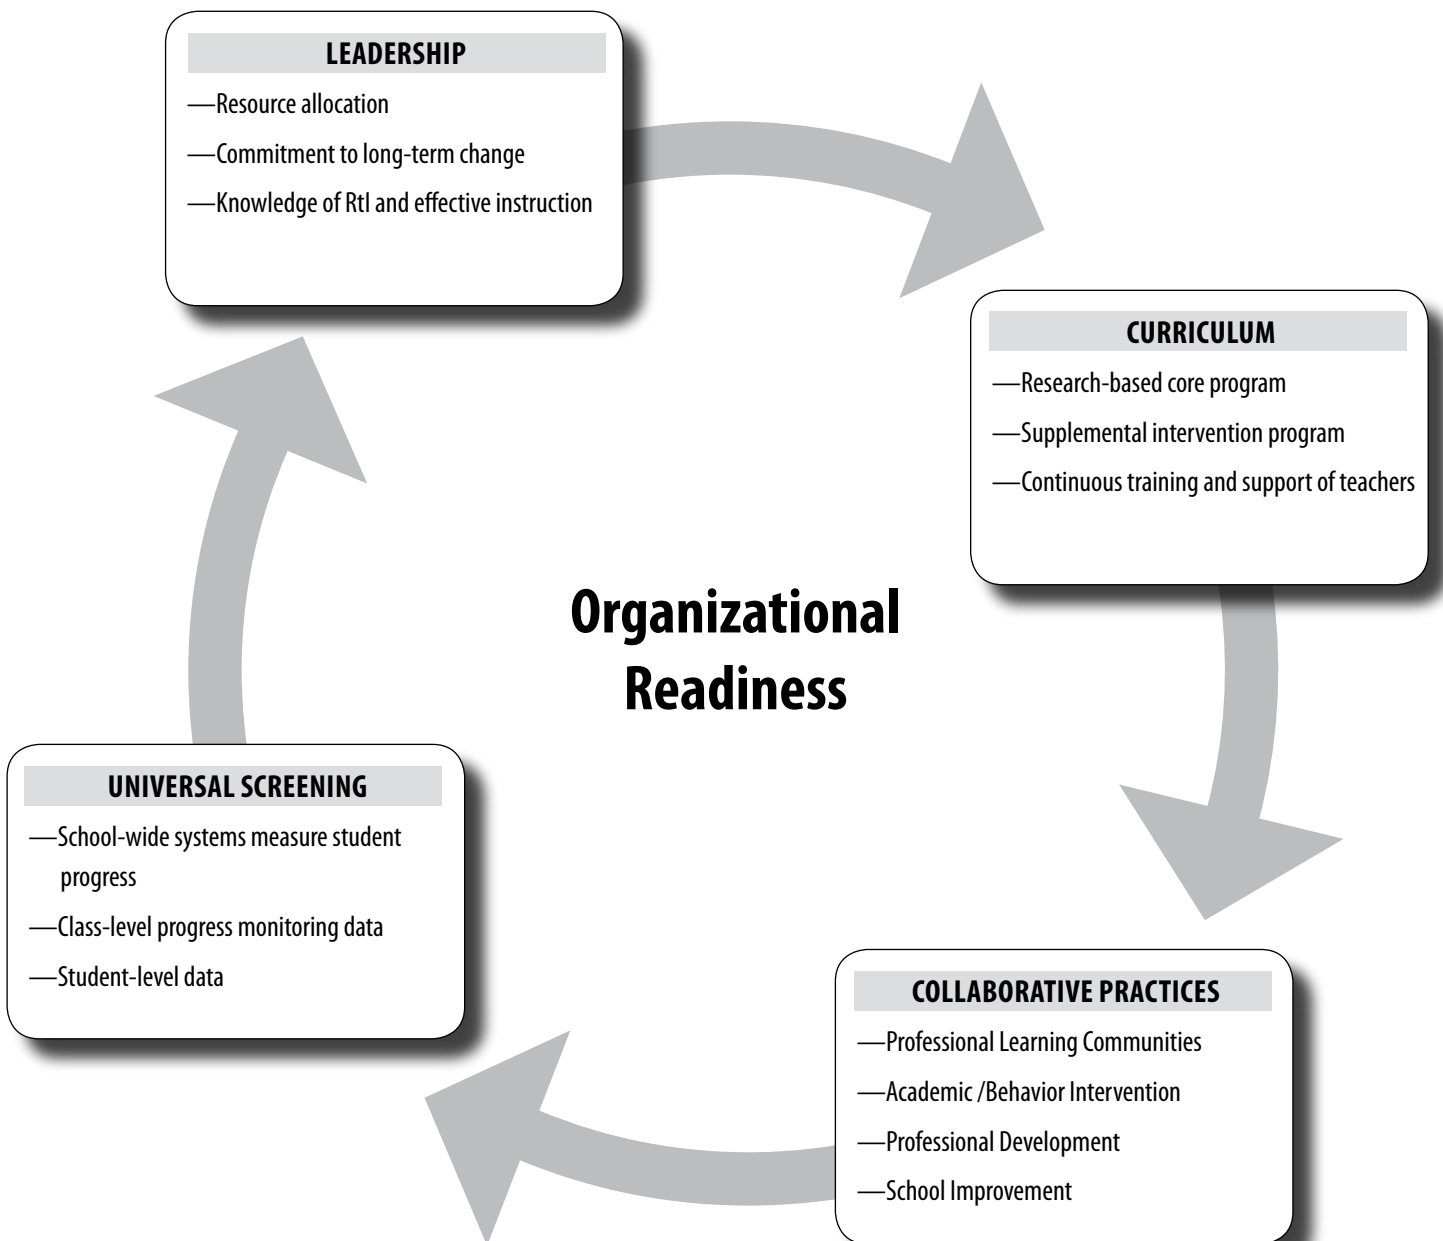 LEADERSHIP
—Resource allocation
—Commitment to long-term change
—Knowledge of RtI and effective instruction
CURRICULUM
—Research-based core program
—Supplemental intervention program
—Continuous training and support of teachers
Organizational
Readiness
UNIVERSAL SCREENING
—School-wide systems measure student
progress
—Class-level progress monitoring data
—Student-level data
COLLABORATIVE PRACTICES
—Professional Learning Communities
—Academic /Behavior Intervention
—Professional Development
—School Improvement